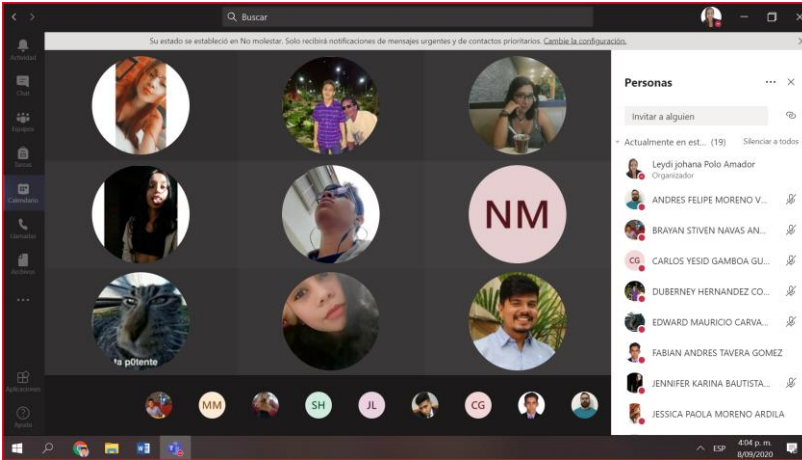 Buscar
Su estado se estableció en No molestar. Solo recibirá notificaciones de mensajes urgentes y de contactos prioritarios. Cambie la configuración.
Actividad
Chat
Equipos
Tareas
Calendario
Llamadas
Archivos
Aplicaciones
Ayuda
NM
ta p0tente
MM
SH
JL
CG
Personas
Invitar a alguien
Actualmente en est... (19) Silenciar a todos
Leydi johana Polo Amador
Organizador
ANDRES FELIPE MORENO V...
BRAYAN STIVEN NAVAS AN...
CG CARLOS YESID GAMBOA GU...
DUBERNEY HERNANDEZ CO...
EDWARD MAURICIO CARVA...
FABIAN ANDRES TAVERA GOMEZ
JENNIFER KARINA BAUTISTA...
JESSICA PAOLA MORENO ARDILA
ESP
4:04 p. m.
8/09/2020